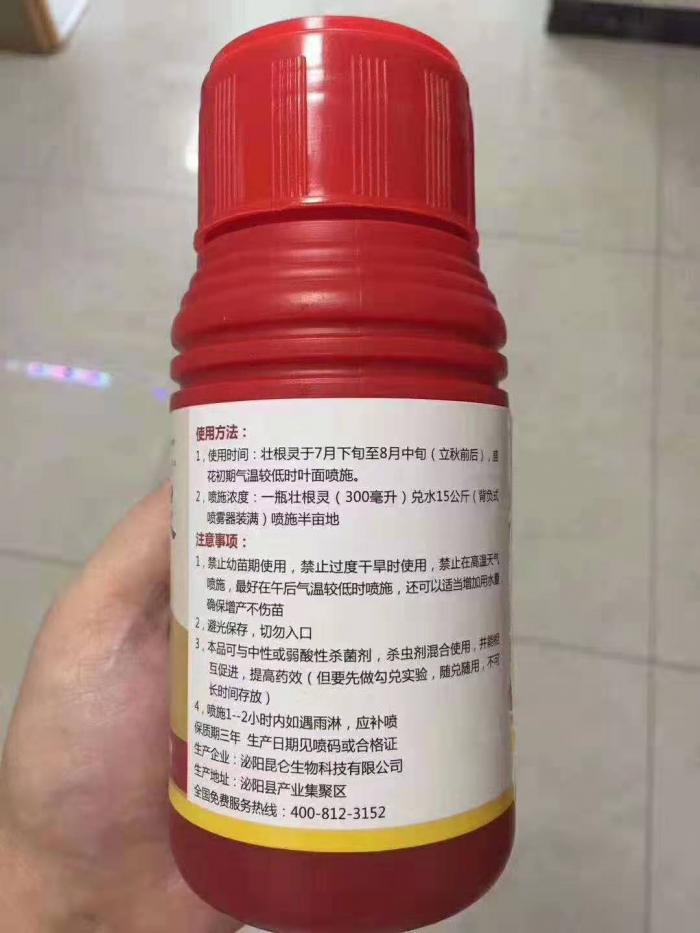 使用方法：
1，使用时间：壮根灵于7月下旬至8月中旬（立秋前后），盛
花初期气温较低时叶面喷施。
2，喷施浓度：一瓶壮根灵（300毫升）兑水15公斤（背负式
喷雾器装满）喷施半亩地
注意事项：
1，禁止幼苗期使用，禁止过度干旱时使用，禁止在高温天气
喷施，最好在午后气温较低时喷施，还可以适当增加用水量
确保增产不伤苗
2，避光保存，切勿入口
3，本品可与中性或弱酸性杀菌剂，杀虫剂混合使用，并能相
互促进，提高药效（但要先做勾兑实验，随兑随用，不可
长时间存放）
4，喷施1--2小时内如遇雨淋，应补喷
保质期三年 生产日期见喷码或合格证
生产企业：泌阳昆仑生物科技有限公司
生产地址：泌阳县产业集聚区
全国免费服务热线：400-812-3152